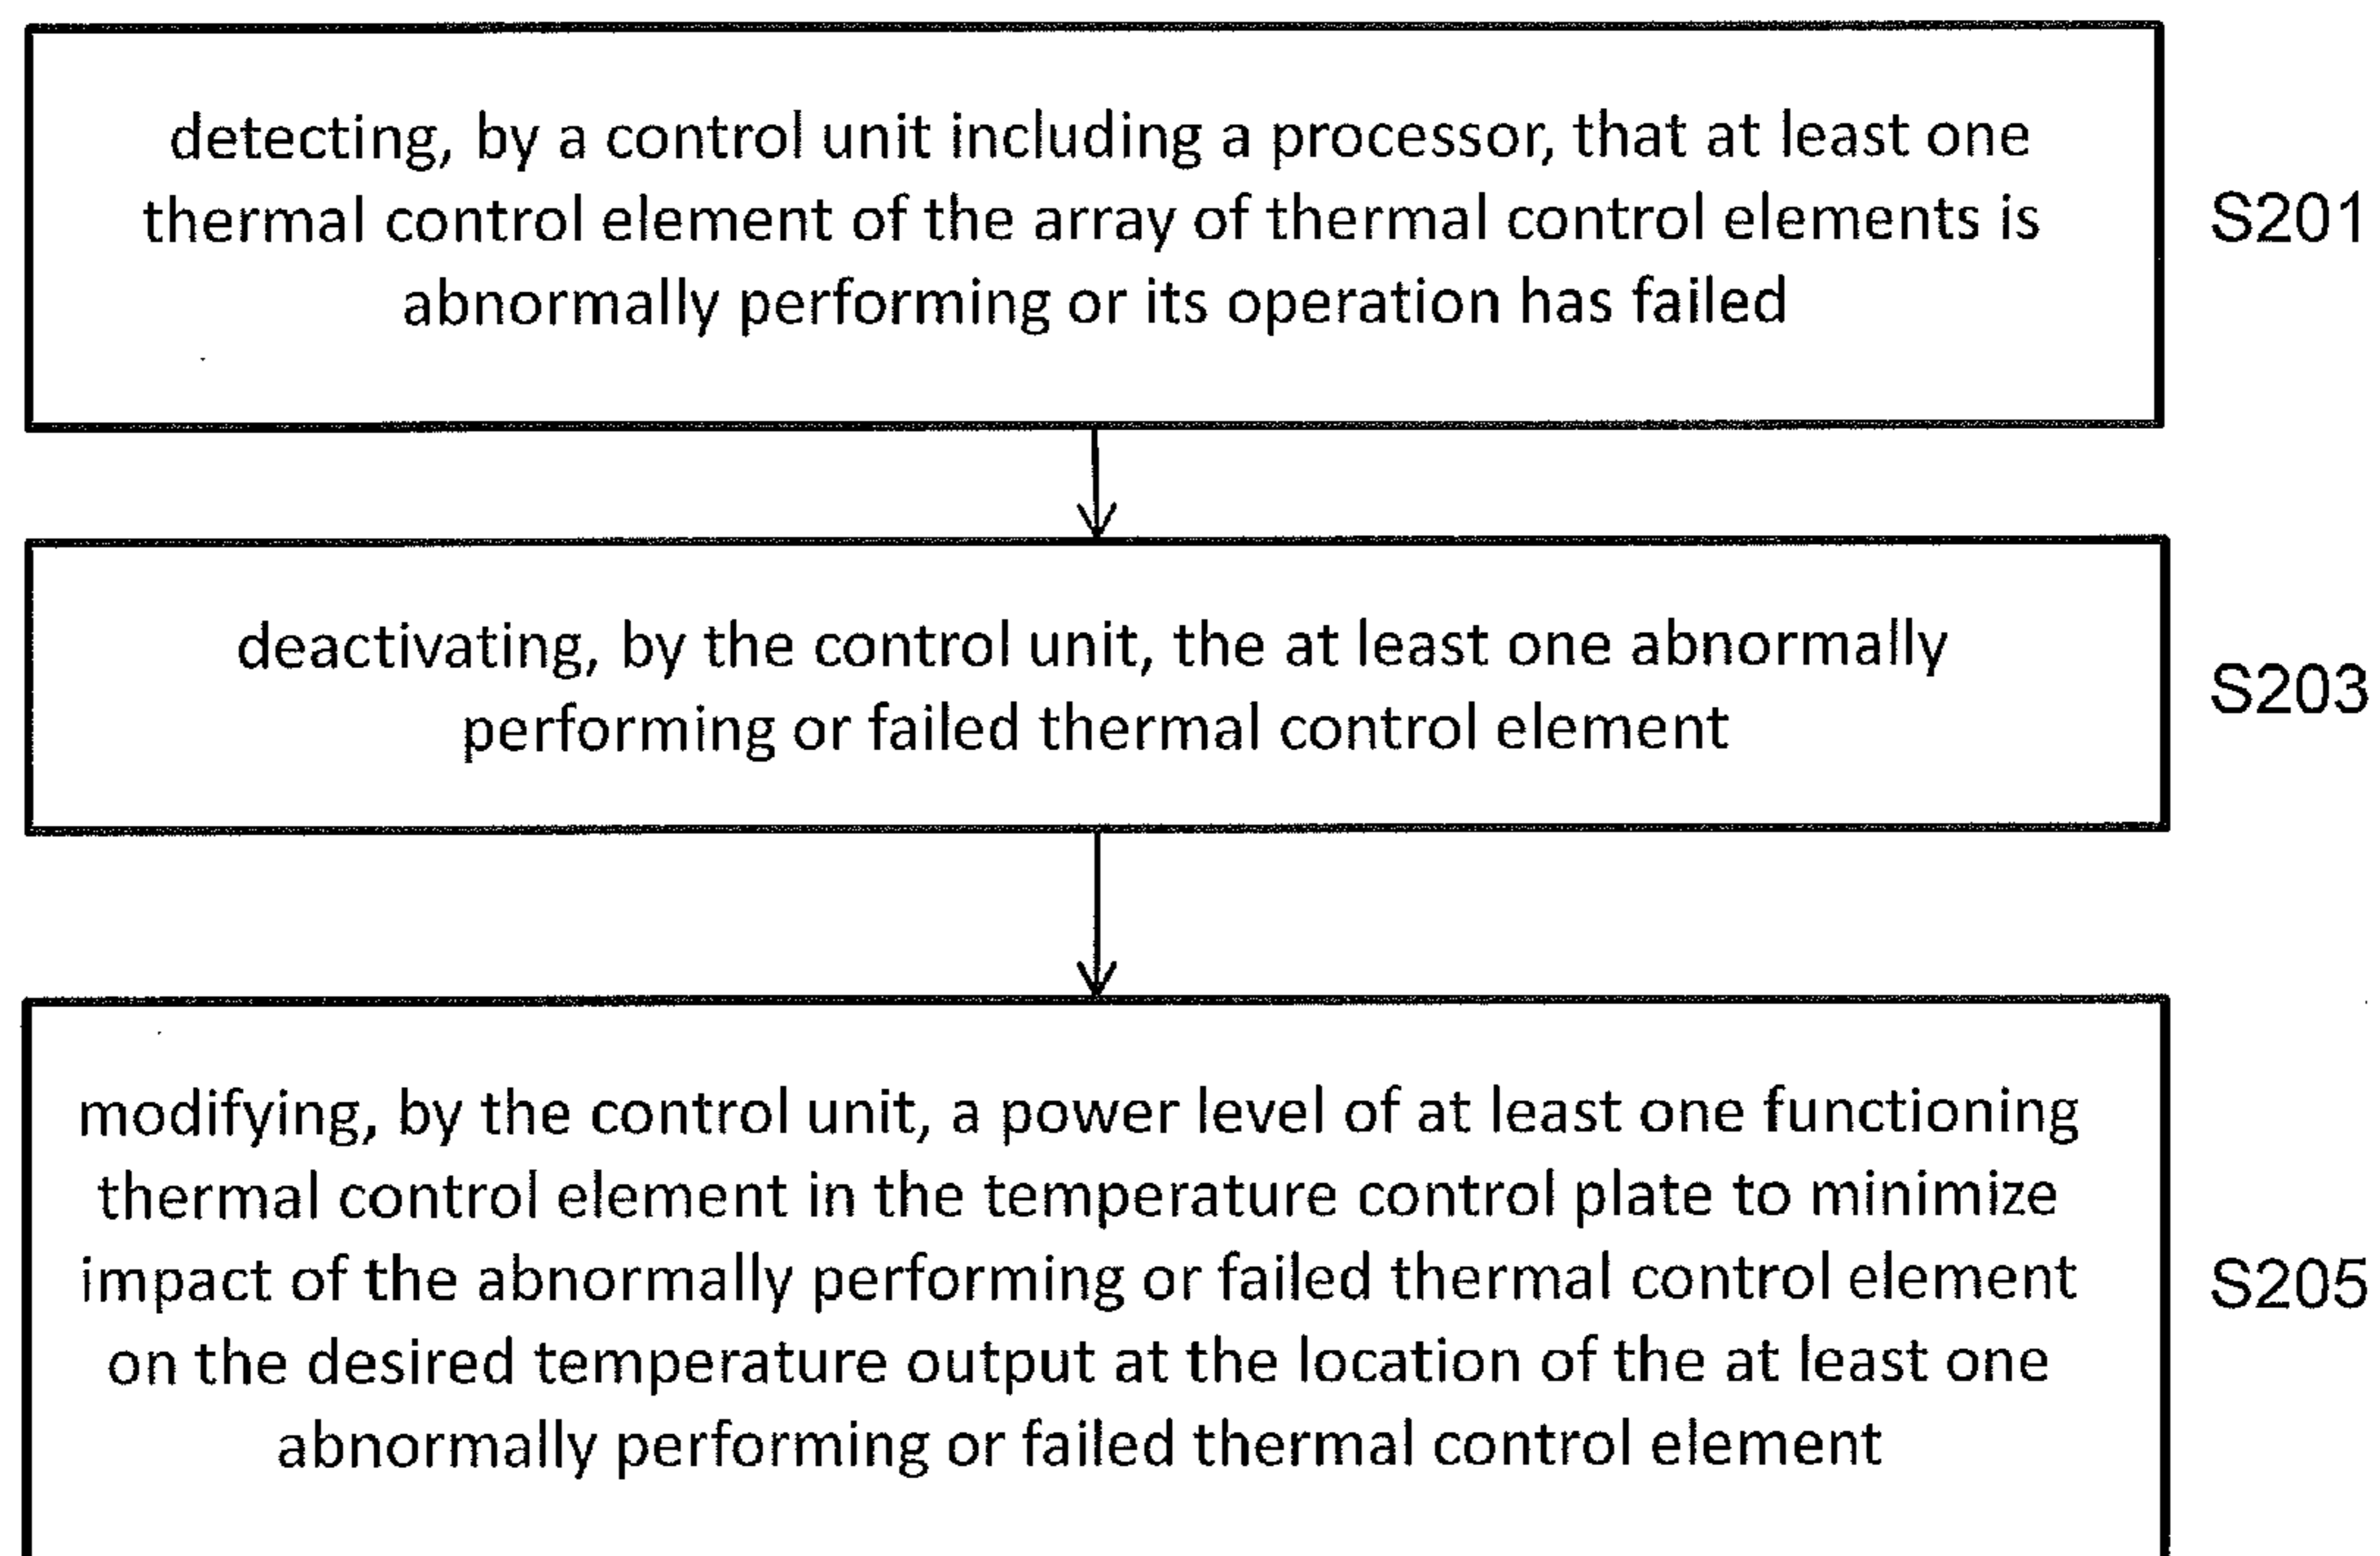 detecting, by a control unit including a processor, that at least one
thermal control element of the array of thermal control elements is
abnormally performing or its operation has failed
S201
deactivating, by the control unit, the at least one abnormally
performing or failed thermal control element
S203
modifying, by the control unit, a power level of at least one functioning
thermal control element in the temperature control plate to minimize
impact of the abnormally performing or failed thermal control element
on the desired temperature output at the location of the at least one
abnormally performing or failed thermal control element
S205